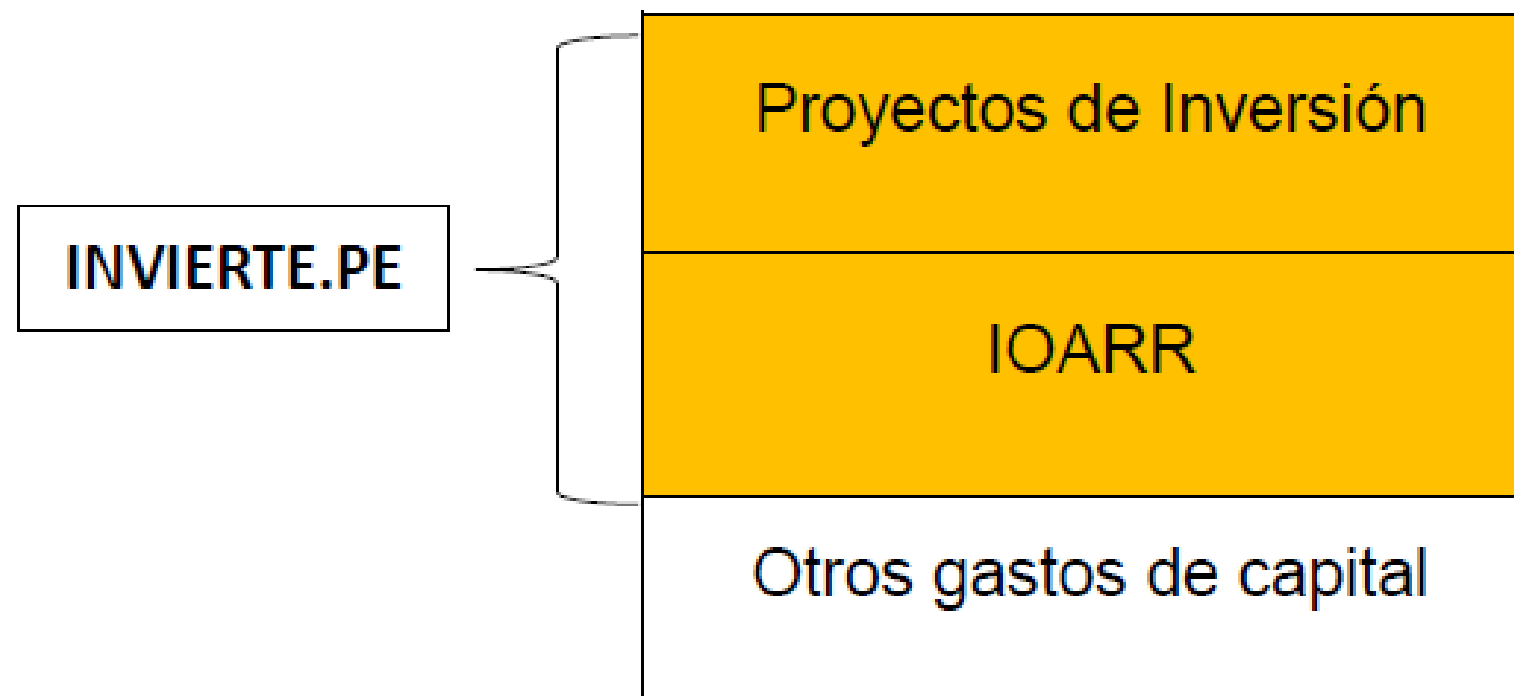 Proyectos de Inversión
INVIERTE.PE
IOARR
Otros gastos de capital